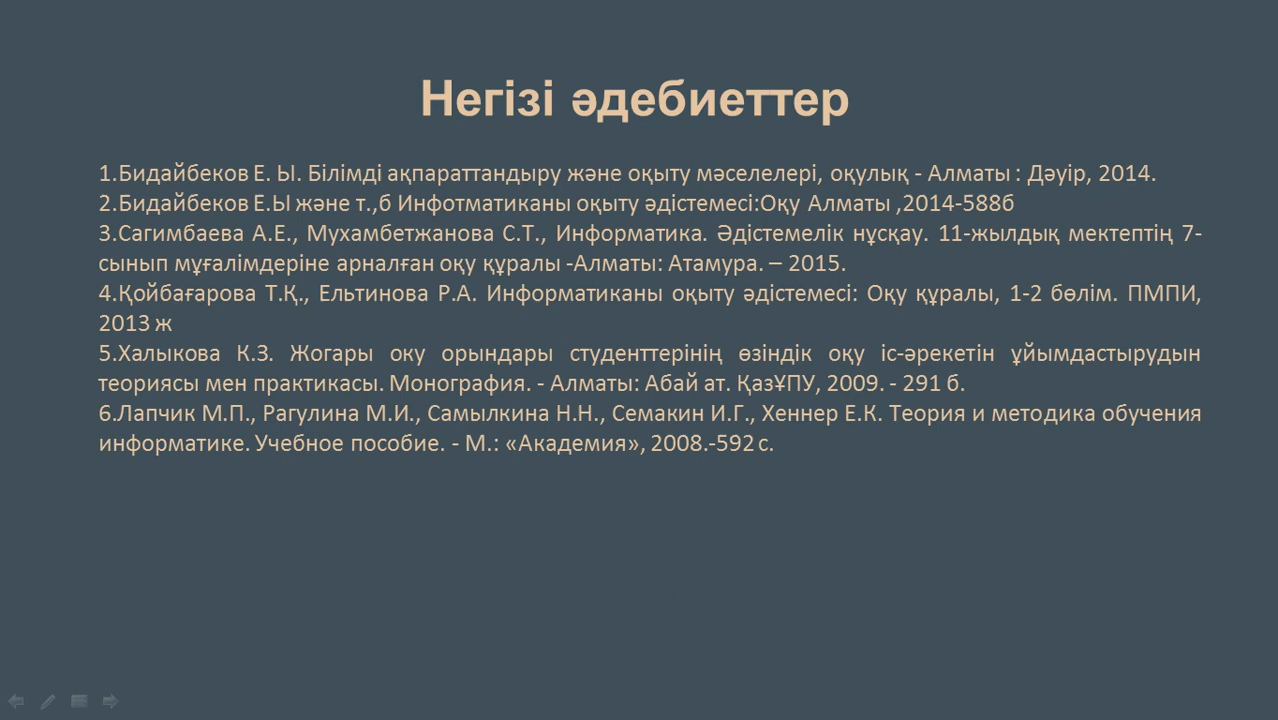 Негізі әдебиеттер
1.Бидайбеков Е. Ы. Білімді ақпараттандыру және оқыту мәселелері, оқулық - Алматы : Дәуір, 2014.
2.Бидайбеков Е.Ы және т.,б Инфотматиканы оқыту әдістемесі:Оқу Алматы ,2014-588б
3.Сагимбаева А.Е., Мухамбетжанова С.Т., Информатика. Әдістемелік нұсқау. 11-жылдық мектептің 7-
сынып мұғалімдеріне арналған оқу құралы -Алматы: Атамура. – 2015.
4.Қойбағарова Т.Қ., Ельтинова Р.А. Информатиканы оқыту әдістемесі: Оқу құралы, 1-2 бөлім. ПМПИ,
2013 ж
5.Халыкова К.З. Жогары оку орындары студенттерінің өзіндік оқу іс-әрекетін ұйымдастырудын
теориясы мен практикасы. Монография. - Алматы: Абай ат. ҚазҰПУ, 2009. - 291 б.
6.Лапчик М.П., Рагулина М.И., Самылкина Н.Н., Семакин И.Г., Хеннер Е.К. Теория и методика обучения
информатике. Учебное пособие. - М.: «Академия», 2008.-592 с.